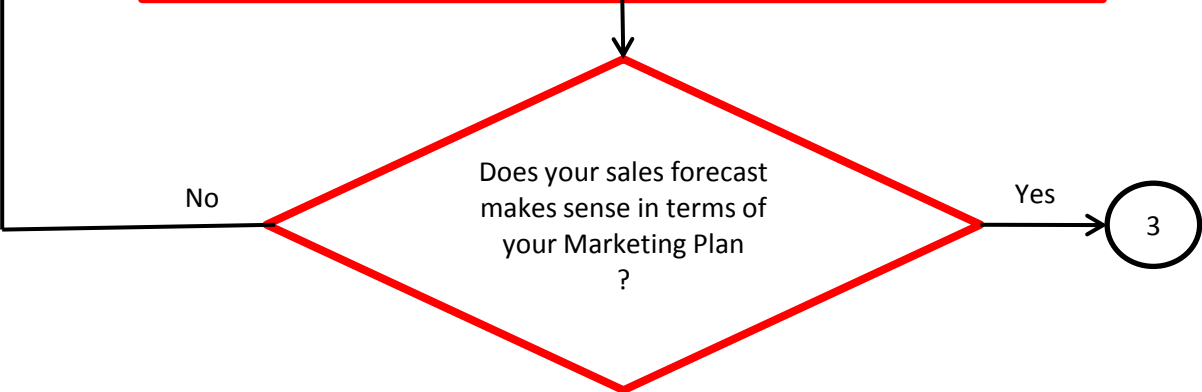 Does your sales forecast
makes sense in terms of
your Marketing Plan
?
No
Yes
3